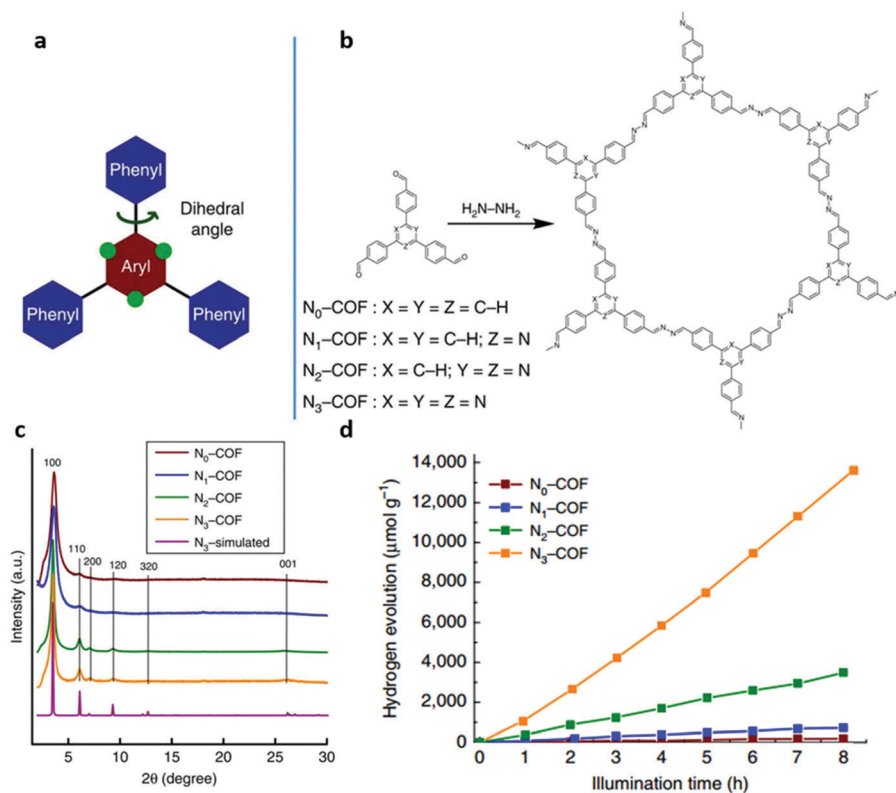 a
Phenyl
Dihedral
angle
Aryl
Phenyl
Phenyl
b
H₂N–NH₂
N₀–COF : X = Y = Z = C–H
N₁–COF : X = Y = C–H; Z = N
N₂–COF : X = C–H; Y = Z = N
N₃–COF : X = Y = Z = N
c
N₀–COF
N₁–COF
N₂–COF
N₃–COF
N₃–simulated
100
110
200
120
320
001
Intensity (a.u.)
5 10 15 20 25 30
2θ (degree)
d
14,000
12,000
10,000
8,000
6,000
4,000
2,000
0
N₀–COF
N₁–COF
N₂–COF
N₃–COF
Hydrogen evolution (μmol g⁻¹)
0 1 2 3 4 5 6 7 8
Illumination time (h)